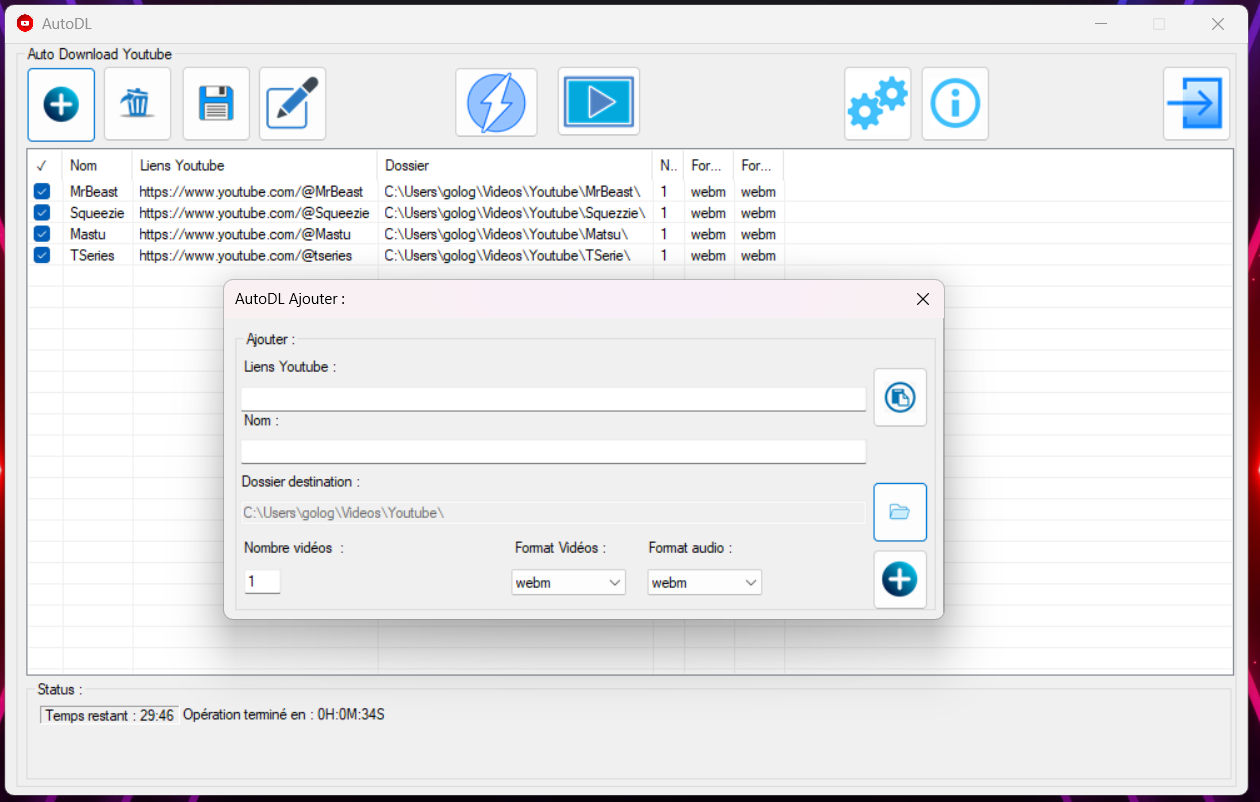 AutoDL
Auto Download Youtube
✓ Nom Liens Youtube Dossier N.. For... For...
MrBeast https://www.youtube.com/@MrBeast C:\Users\golog\Videos\Youtube\MrBeast\ 1 webm webm
Squeezie https://www.youtube.com/@Squeezie C:\Users\golog\Videos\Youtube\Squezzie\ 1 webm webm
Mastu https://www.youtube.com/@Mastu C:\Users\golog\Videos\Youtube\Matsu\ 1 webm webm
TSeries https://www.youtube.com/@tseries C:\Users\golog\Videos\Youtube\TSerie\ 1 webm webm
AutoDL Ajouter :
Ajouter :
Liens Youtube :
Nom :
Dossier destination :
C:\Users\golog\Videos\Youtube\
Nombre vidéos : Format Vidéos : Format audio :
1 webm webm
Status :
Temps restant : 29:46 Opération terminé en : 0H:0M:34S